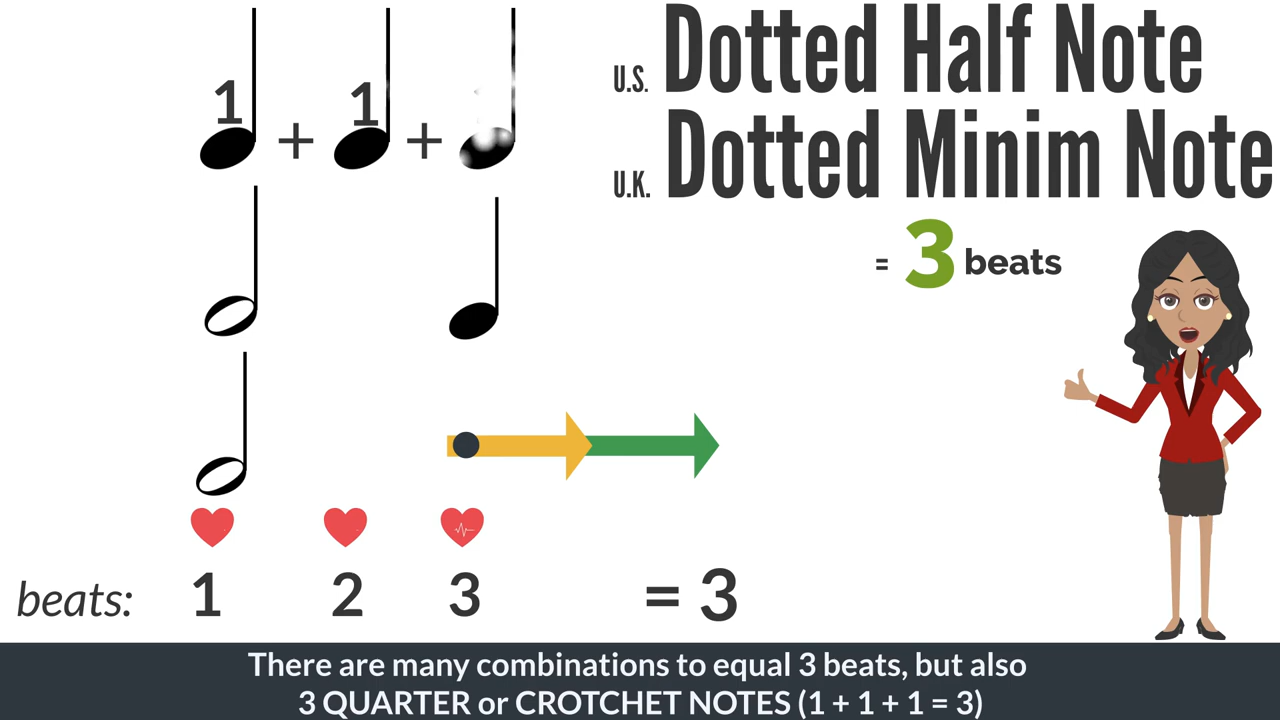 U.S. Dotted Half Note
U.K. Dotted Minim Note
= 3 beats
1 + 1 +
beats: 1 2 3 = 3
There are many combinations to equal 3 beats, but also
3 QUARTER or CROTCHET NOTES (1 + 1 + 1 = 3)